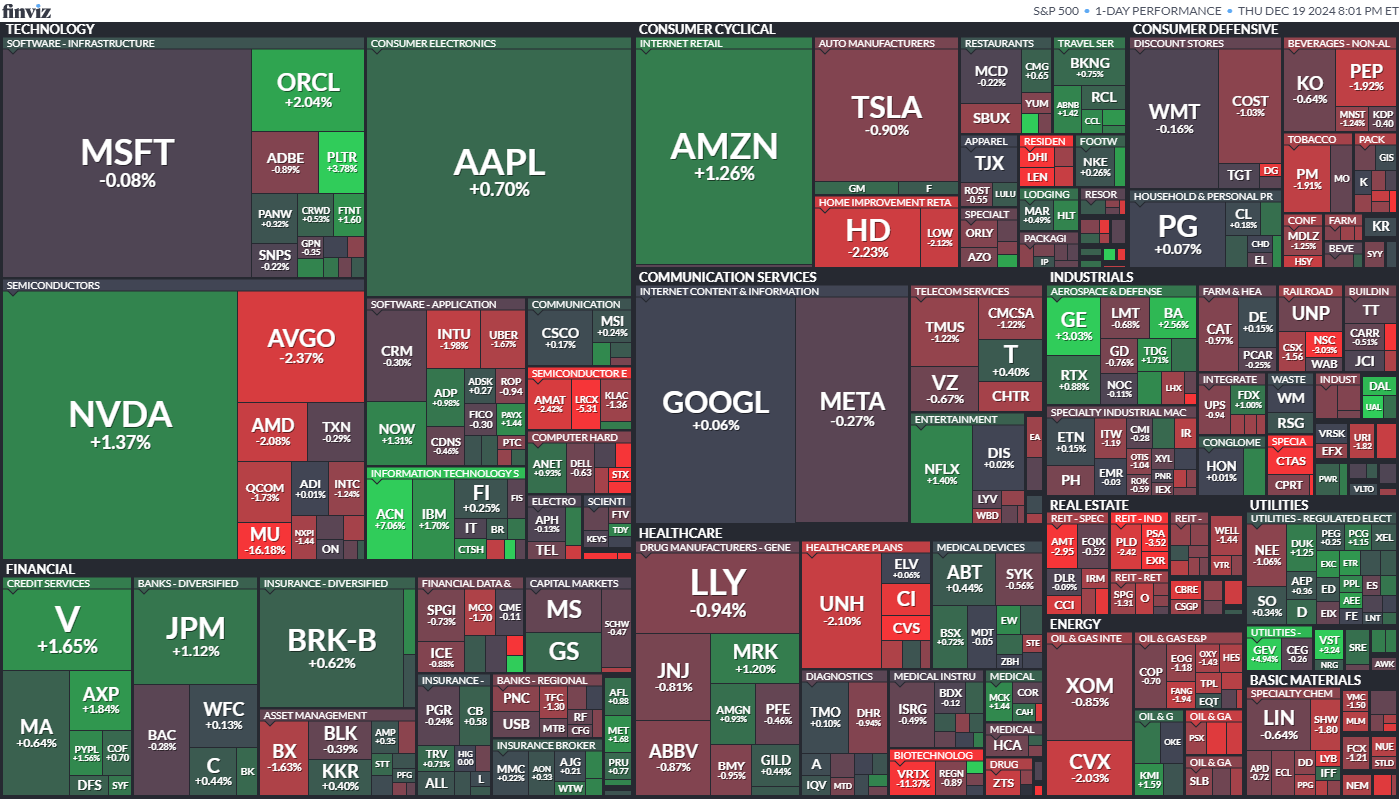 finviz
S&P 500 • 1-DAY PERFORMANCE • THU DEC 19 2024 8:01 PM ET
TECHNOLOGY
SOFTWARE - INFRASTRUCTURE
MSFT
-0.08%
ORCL
+2.04%
ADBE
-0.89%
PLTR
+3.78%
PANW
+0.32%
CRWD
+0.53%
FTNT
+1.60
SNPS
-0.22%
GPN
-0.35
CONSUMER ELECTRONICS
AAPL
+0.70%
SEMICONDUCTORS
NVDA
+1.37%
AVGO
-2.37%
AMD
-2.08%
TXN
-0.29%
QCOM
-1.73%
ADI
+0.01%
INTC
-1.24%
MU
-16.18%
NXPI
-1.44
ON
SOFTWARE - APPLICATION
CRM
-0.30%
INTU
-1.98%
UBER
-1.67%
NOW
+1.31%
ADP
+0.98%
ADSK
+0.27
ROP
-0.94
FICO
-0.30
PAYX
+1.44
CDNS
-0.46%
PTC
INFORMATION TECHNOLOGY S
ACN
+7.06%
IBM
+1.70%
FI
+0.25%
FIS
IT
BR
CTSH
COMMUNICATION
CSCO
+0.17%
MSI
+0.24%
SEMICONDUCTOR E
AMAT
-2.42%
LRCX
-5.31
KLAC
-1.36
COMPUTER HARD
ANET
+0.93%
DELL
-0.63
STX
ELECTRO
APH
-0.13%
TEL
SCIENTI
FTV
TDY
KEYS
CONSUMER CYCLICAL
INTERNET RETAIL
AMZN
+1.26%
AUTO MANUFACTURERS
TSLA
-0.90%
GM
F
HOME IMPROVEMENT RETA
HD
-2.23%
LOW
-2.12%
RESTAURANTS
MCD
-0.22%
CMG
+0.65
SBUX
YUM
TRAVEL SER
BKNG
+0.75%
ABNB
+1.42
RCL
CCL
APPAREL
TJX
ROST
-0.55
LULU
RESIDEN
DHI
LEN
FOOTW
NKE
+0.26%
LODGING
MAR
+0.49%
HLT
RESOR
SPECIALT
ORLY
AZO
PACKAGI
IP
CONSUMER DEFENSIVE
DISCOUNT STORES
WMT
-0.16%
COST
-1.03%
TGT
DG
BEVERAGES - NON-AL
KO
-0.64%
PEP
-1.92%
MNST
-1.24%
KDP
-0.40
HOUSEHOLD & PERSONAL PR
PG
+0.07%
CL
+0.18%
CHD
EL
TOBACCO
PM
-1.91%
MO
PACK
GIS
K
CONF
MDLZ
-1.25%
HSY
FARM
BEVE
KR
SYY
COMMUNICATION SERVICES
INTERNET CONTENT & INFORMATION
GOOGL
+0.06%
META
-0.27%
TELECOM SERVICES
TMUS
-1.22%
CMCSA
-1.22%
VZ
-0.67%
T
+0.40%
CHTR
ENTERTAINMENT
NFLX
+1.40%
DIS
+0.02%
LYV
WBD
EA
INDUSTRIALS
AEROSPACE & DEFENSE
GE
+3.03%
LMT
-0.68%
BA
+2.56%
RTX
+0.88%
GD
-0.76%
TDG
+1.71%
NOC
-0.11%
LHX
FARM & HEA
CAT
-0.97%
DE
+0.15%
PCAR
-0.25%
RAILROAD
UNP
CSX
-1.56
NSC
-3.03%
WAB
BUILDIN
TT
CARR
-0.51%
JCI
SPECIALTY INDUSTRIAL MAC
ETN
+0.15%
ITW
-1.19
CMI
-0.28
IR
PH
EMR
-0.03
OTIS
-1.04
XYL
ROK
-0.59
PNR
IEX
INTEGRATE
UPS
-0.94
FDX
+1.00%
WASTE
WM
RSG
INDUST
DAL
UAL
CONGLOME
HON
+0.01%
SPECIA
CTAS
CPRT
VRSK
EFX
URI
-1.82
PWR
VLTO
HEALTHCARE
DRUG MANUFACTURERS - GENE
LLY
-0.94%
JNJ
-0.81%
MRK
+1.20%
ABBV
-0.87%
AMGN
+0.93%
PFE
-0.46%
BMY
-0.95%
GILD
+0.44%
HEALTHCARE PLANS
UNH
-2.10%
ELV
+0.06%
CI
CVS
MEDICAL DEVICES
ABT
+0.44%
SYK
-0.56%
BSX
+0.72%
MDT
-0.05
EW
STE
ZBH
DIAGNOSTICS
TMO
+0.10%
DHR
-0.94%
A
IQV
MTD
MEDICAL INSTRU
ISRG
-0.49%
BDX
-0.12
MEDICAL
MCK
+1.44
COR
CAH
BIOTECHNOLOG
VRTX
-11.37%
REGN
-0.89
MEDICAL
HCA
DRUG
ZTS
REAL ESTATE
REIT - SPEC
AMT
-2.95
EQIX
-0.52
DLR
-0.09%
IRM
CCI
REIT - IND
PLD
-2.42
PSA
-3.52
EXR
REIT - RET
SPG
-1.31
O
REIT -
WELL
-1.44
VTR
CBRE
CSGP
UTILITIES
UTILITIES - REGULATED ELECT
NEE
-1.06%
DUK
+1.25
PEG
+0.25
PCG
+1.15
XEL
SO
+0.34%
EXC
ETR
AEP
+0.36
ED
PPL
ES
AEE
D
EIX
FE
LNT
UTILITIES -
GEV
+4.94%
CEG
-0.26
VST
+3.24
NRG
SRE
AWK
ENERGY
OIL & GAS INTE
XOM
-0.85%
CVX
-2.03%
OIL & GAS E&P
COP
-0.70
EOG
-1.18
OXY
-1.43
HES
FANG
-1.94
TPL
EQT
OIL & G
OKE
KMI
+1.59
OIL & GA
PSX
OIL & GA
SLB
BASIC MATERIALS
SPECIALTY CHEM
LIN
-0.64%
SHW
-1.80
APD
-0.72
ECL
DD
PPG
LYB
IFF
VMC
-1.50
MLM
FCX
-1.21
NUE
STLD
NEM
FINANCIAL
CREDIT SERVICES
V
+1.65%
MA
+0.64%
AXP
+1.84%
PYPL
+1.56%
COF
+0.70
DFS
SYF
BANKS - DIVERSIFIED
JPM
+1.12%
BAC
-0.28%
WFC
+0.13%
C
+0.44%
BK
INSURANCE - DIVERSIFIED
BRK-B
+0.62%
ASSET MANAGEMENT
BX
-1.63%
BLK
-0.39%
KKR
+0.40%
AMP
+0.35
STT
PFG
FINANCIAL DATA &
SPGI
-0.73%
MCO
-1.70
CME
-0.11
ICE
-0.88%
CAPITAL MARKETS
MS
GS
SCHW
-0.47
INSURANCE -
PGR
-0.24%
CB
+0.58
TRV
+0.71%
HIG
0.00
ALL
L
BANKS - REGIONAL
PNC
TFC
-1.30
USB
RF
MTB
CFG
INSURANCE BROKER
MMC
+0.22%
AON
+0.33
AJG
+0.21
WTW
AFL
+0.88
MET
+1.68
PRU
+0.77